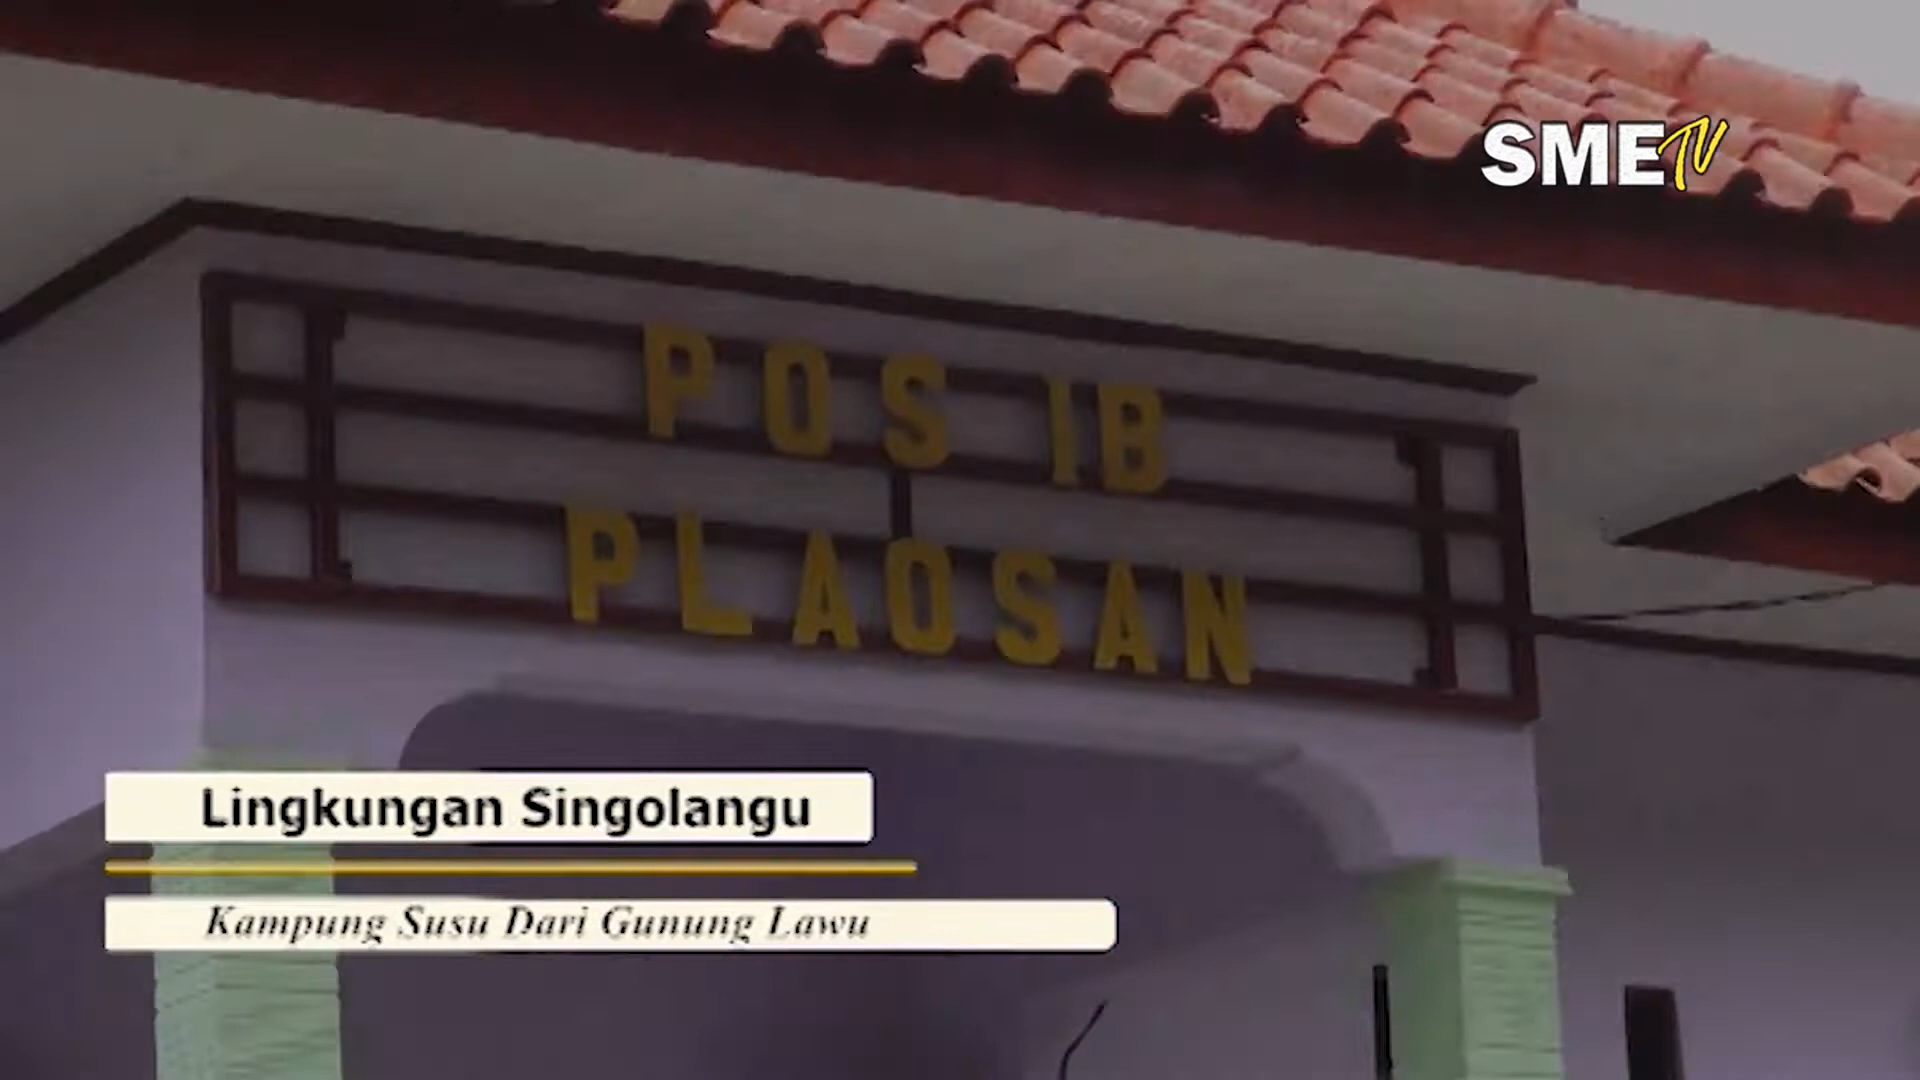 SMETV
POS IB
PLAOSAN
Lingkungan Singolangu
Kampung Susu Dari Gunung Lawu